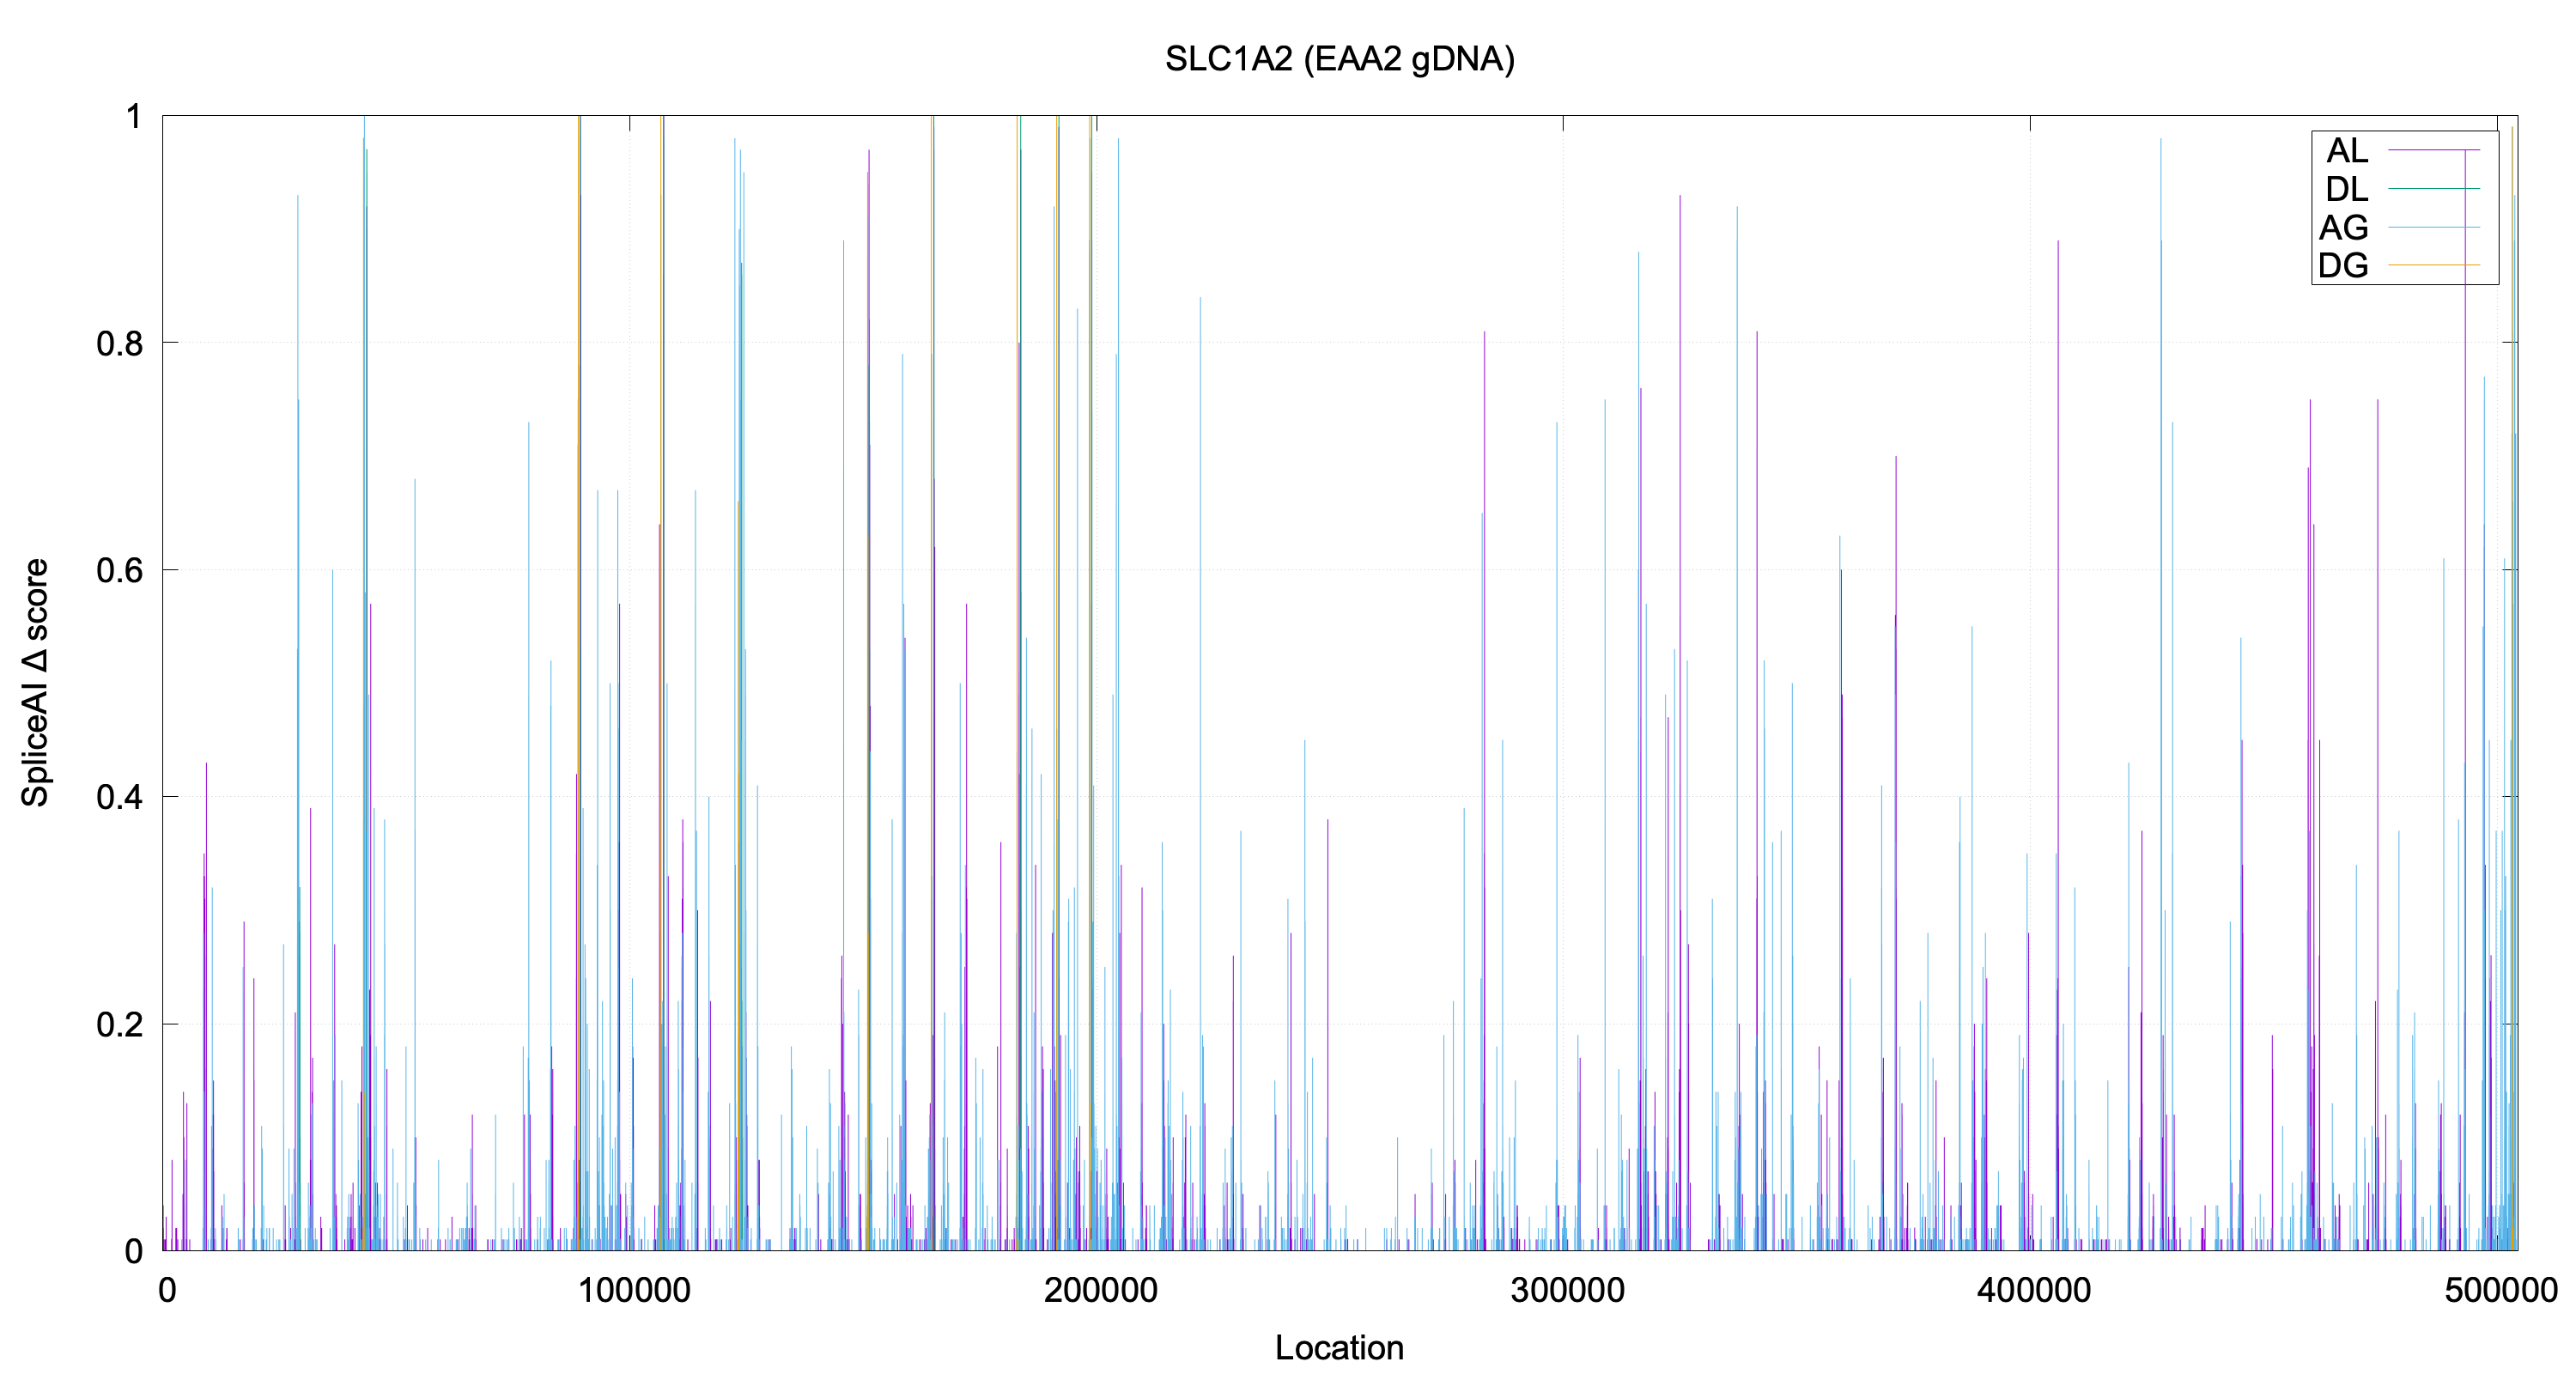 SLC1A2 (EAA2 gDNA)
1
0.8
0.6
0.4
0.2
0
SpliceAI Δ score
AL
DL
AG
DG
0 100000 200000 300000 400000 500000
Location